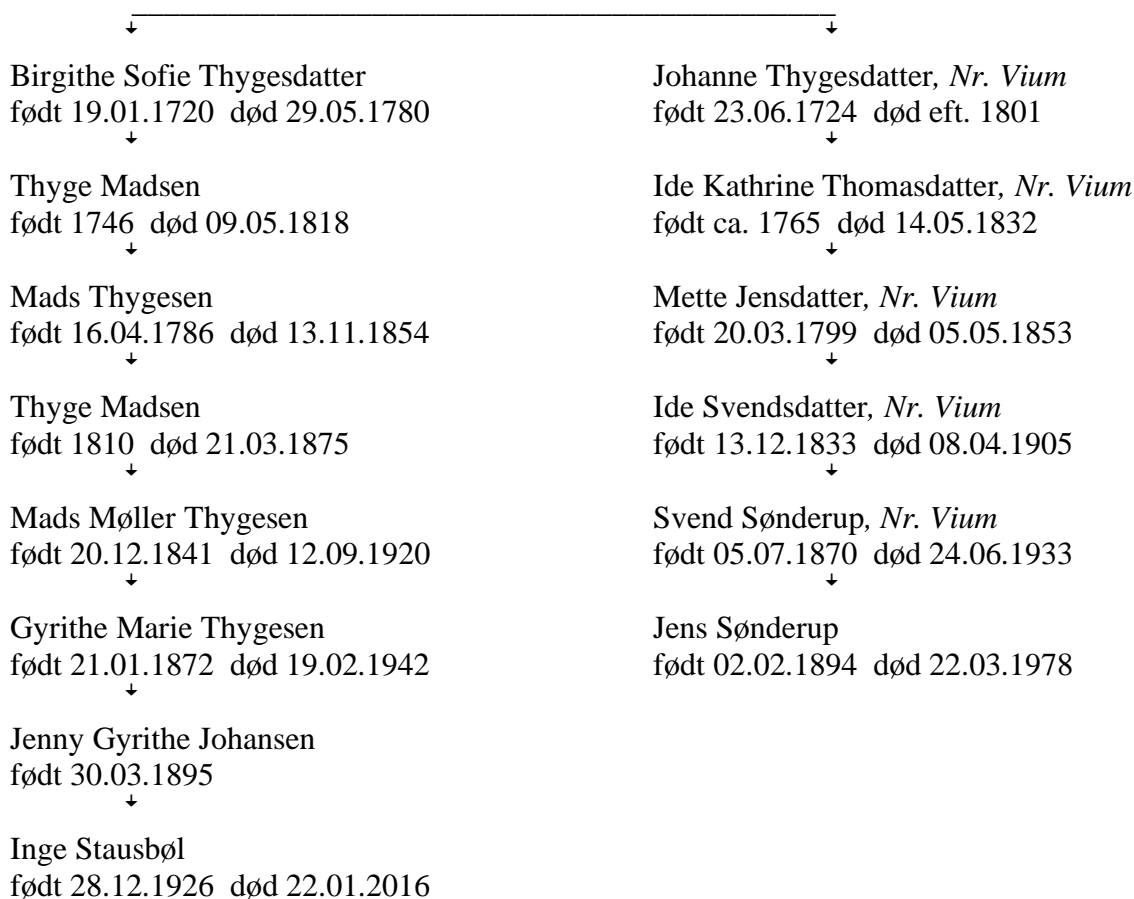 Birgithe Sofie Thygesdatter
født 19.01.1720  død 29.05.1780
Thyge Madsen
født 1746  død 09.05.1818
Mads Thygesen
født 16.04.1786  død 13.11.1854
Thyge Madsen
født 1810  død 21.03.1875
Mads Møller Thygesen
født 20.12.1841  død 12.09.1920
Gyrithe Marie Thygesen
født 21.01.1872  død 19.02.1942
Jenny Gyrithe Johansen
født 30.03.1895
Inge Stausbøl
født 28.12.1926  død 22.01.2016
Johanne Thygesdatter, Nr. Vium
født 23.06.1724  død eft. 1801
Ide Kathrine Thomasdatter, Nr. Vium
født ca. 1765  død 14.05.1832
Mette Jensdatter, Nr. Vium
født 20.03.1799  død 05.05.1853
Ide Svendsdatter, Nr. Vium
født 13.12.1833  død 08.04.1905
Svend Sønderup, Nr. Vium
født 05.07.1870  død 24.06.1933
Jens Sønderup
født 02.02.1894  død 22.03.1978